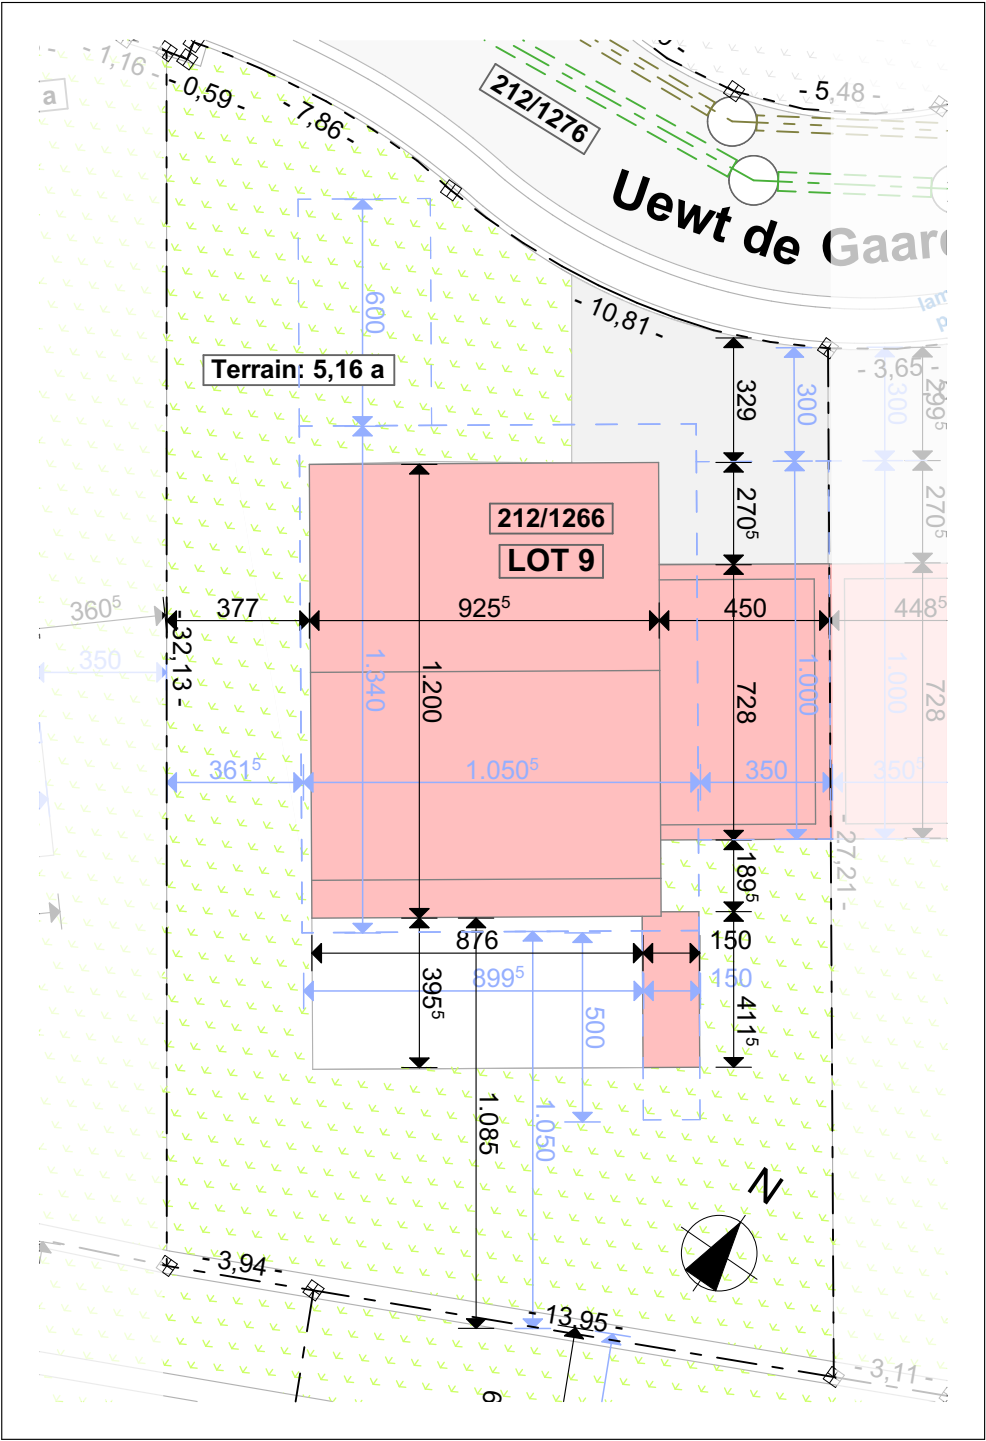 - 1,16 -
- 0,59 -
- 7,86 -
a
212/1276
- 5,48 -
Uewt de Gaard
600
Terrain: 5,16 a
- 10,81 -
- 3,65 -
329
300
300
299⁵
212/1266
LOT 9
270⁵
270⁵
360⁵
377
925⁵
450
448⁵
- 32,13 -
350
1.340
1.200
728
1.000
1.000
728
361⁵
1.050⁵
350
350⁵
- 27,21 -
189⁵
876
150
395⁵
899⁵
150
500
411⁵
1.085
1.050
N
- 3,94 -
- 13,95 -
- 3,11 -